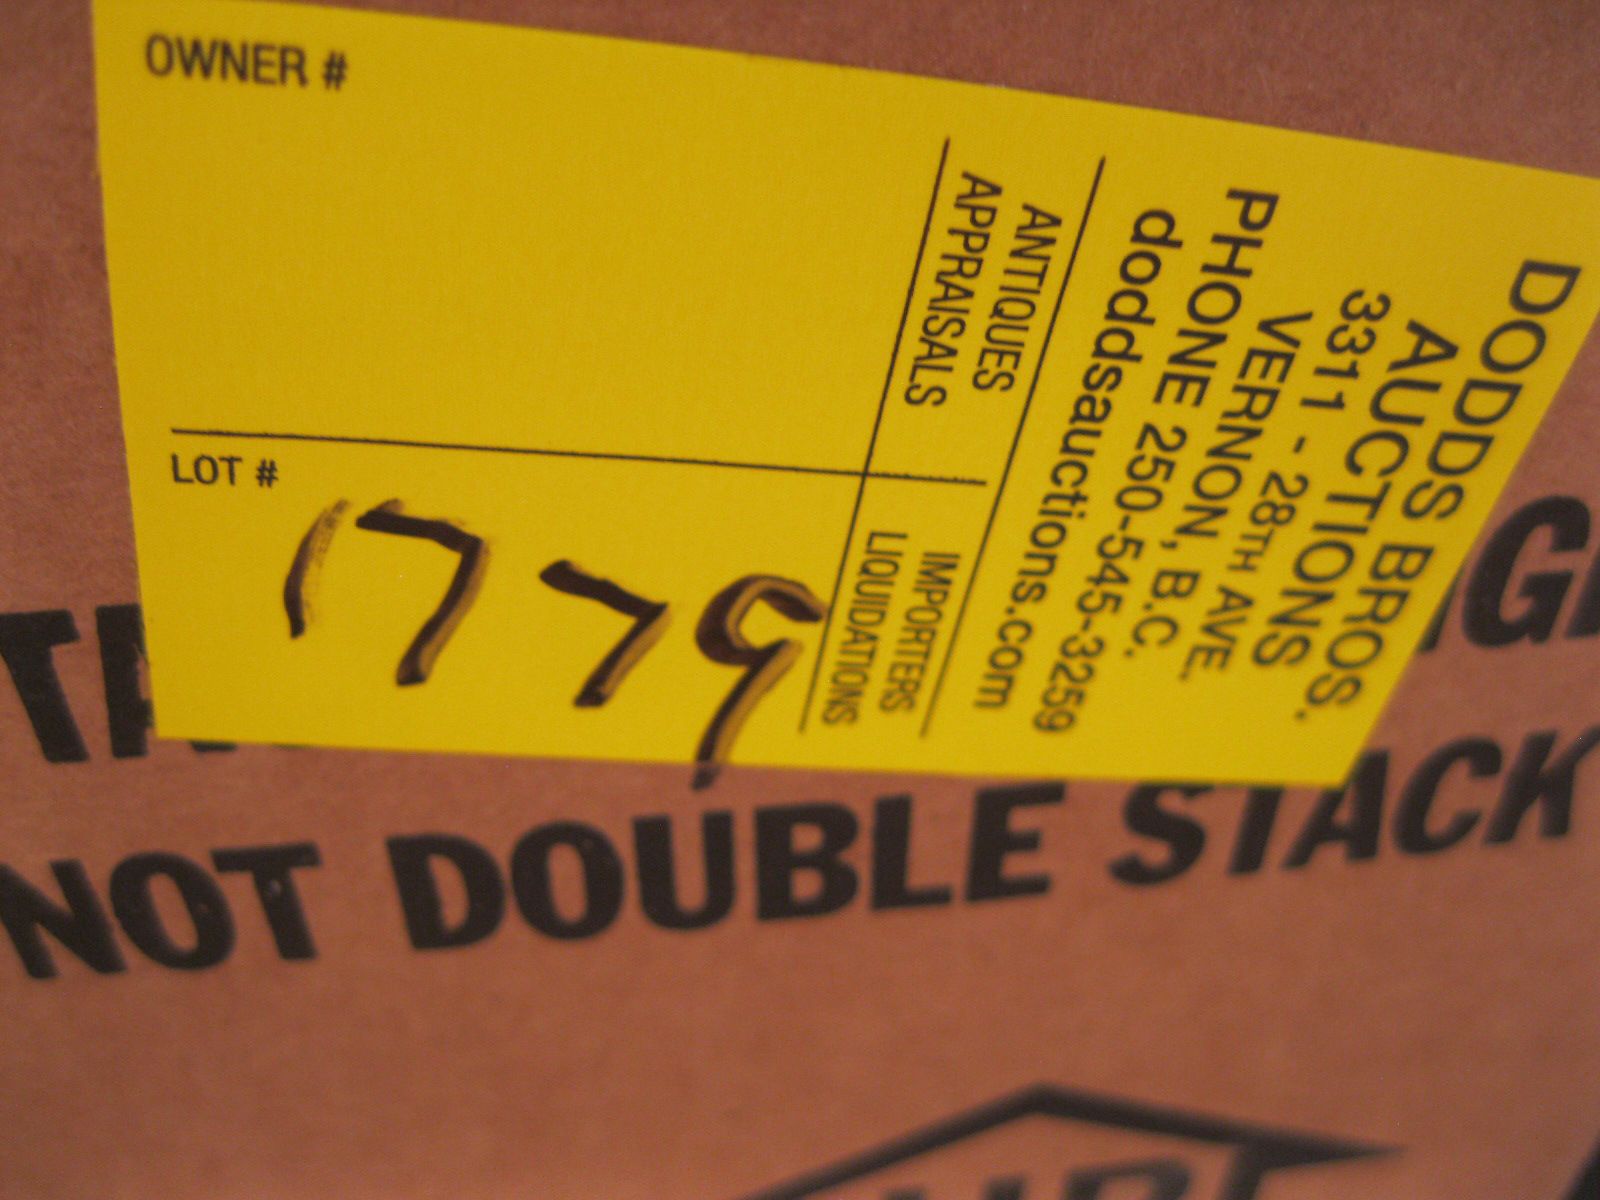 OWNER #
LOT #
1779
DODDS BROS.
AUCTIONS
3311 - 28TH AVE.
VERNON, B.C.
PHONE 250-545-3259
doddsauctions.com
ANTIQUES
APPRAISALS
IMPORTERS
LIQUIDATIONS
NOT DOUBLE STACK